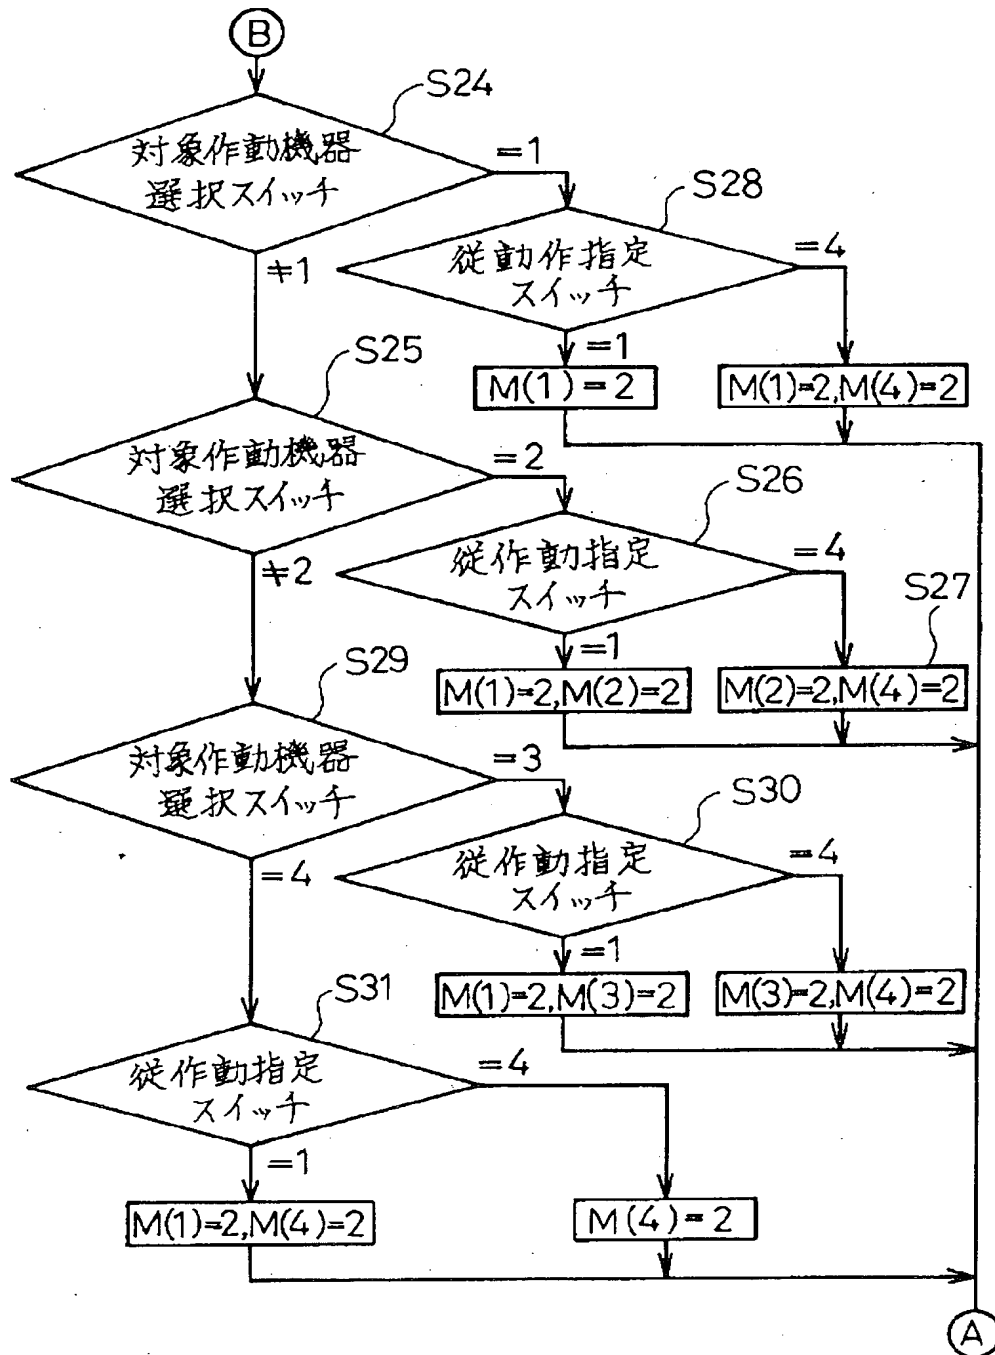 B
S24
対象作動機器
選択スイッチ
=1
S28
従動作指定
スイッチ
=4
≠1
=1
M(1)=2
M(1)=2,M(4)=2
S25
対象作動機器
選択スイッチ
=2
S26
従作動指定
スイッチ
=4
S27
≠2
=1
M(1)=2,M(2)=2
M(2)=2,M(4)=2
S29
対象作動機器
選択スイッチ
=3
S30
従作動指定
スイッチ
=4
=4
=1
M(1)=2,M(3)=2
M(3)=2,M(4)=2
S31
従作動指定
スイッチ
=4
=1
M(1)=2,M(4)=2
M(4)=2
A